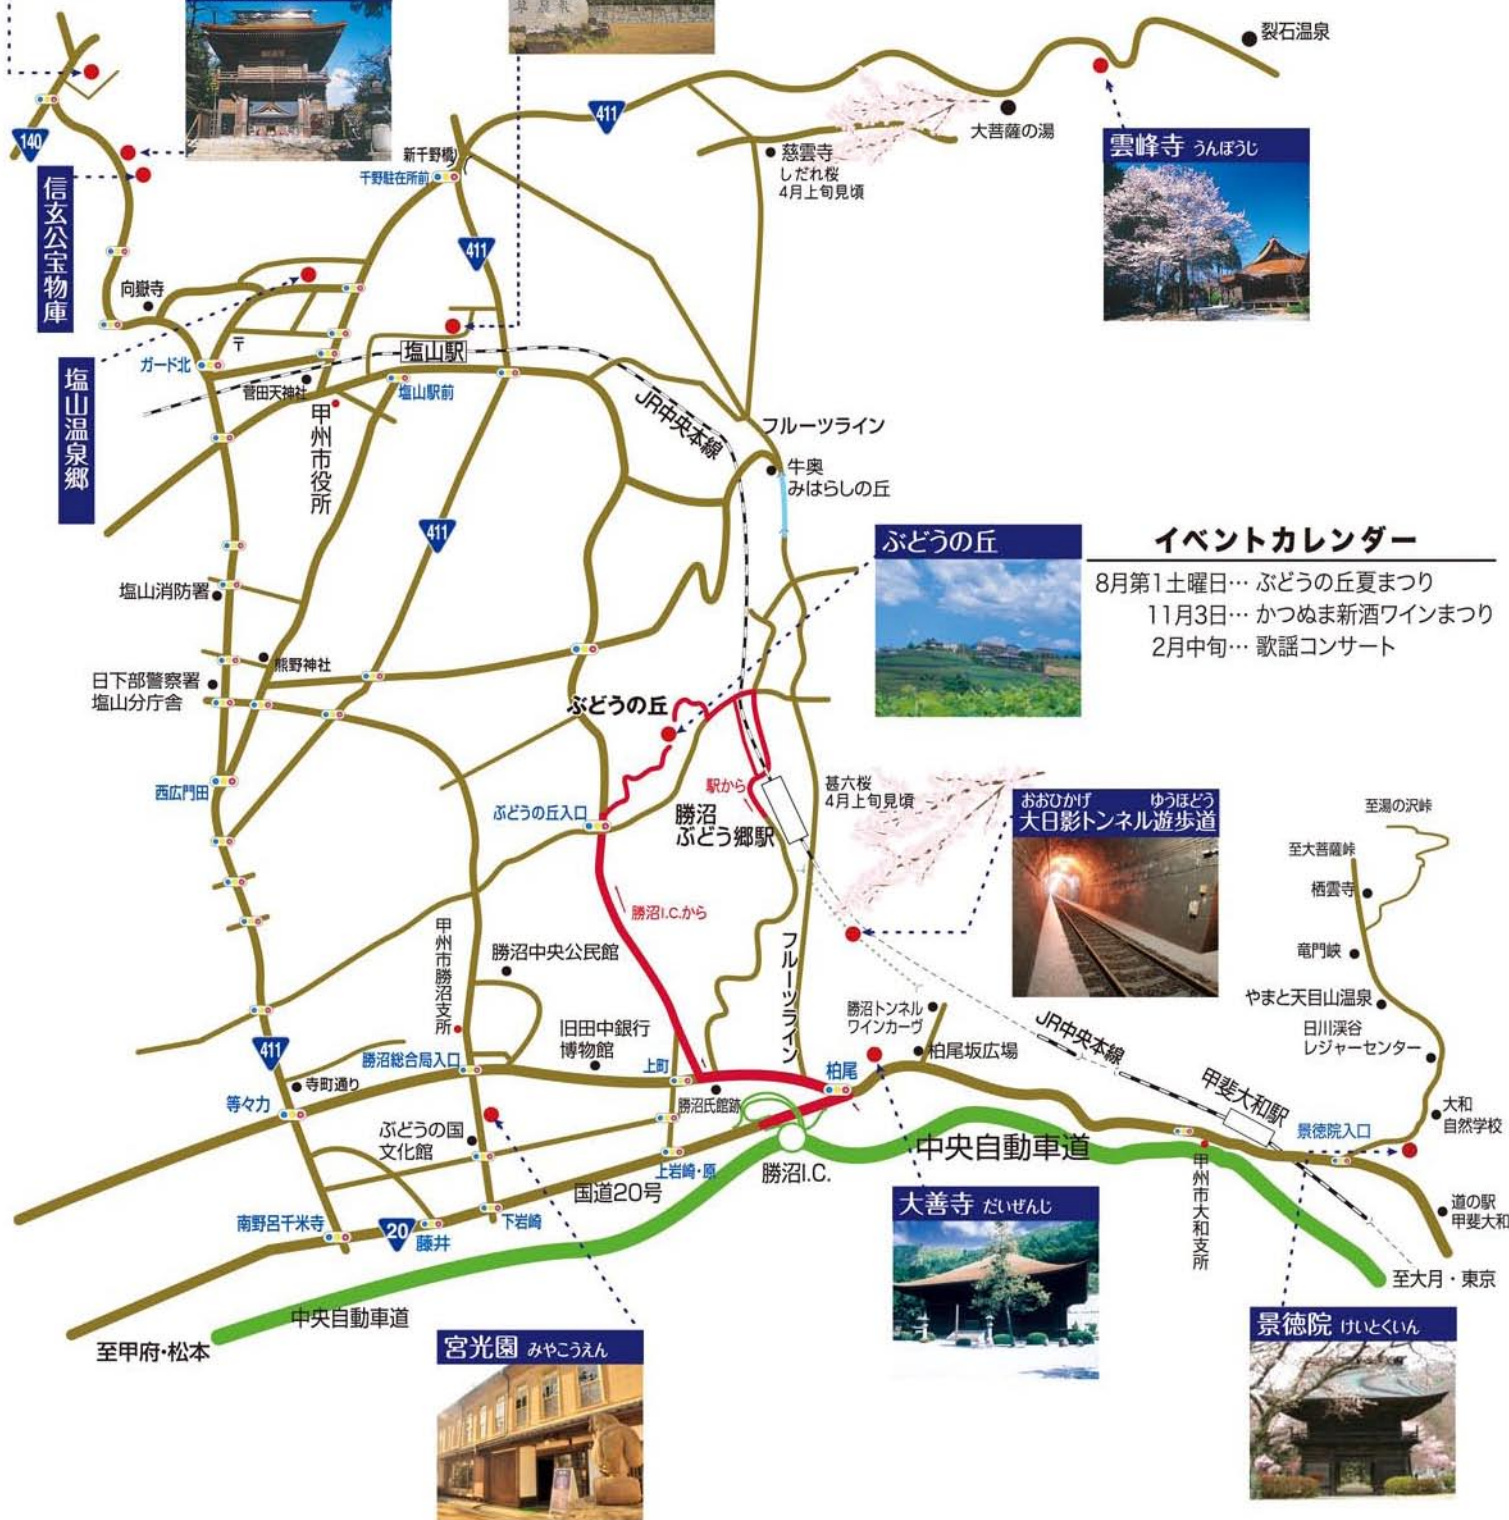 裂石温泉
411
大菩薩の湯
140
新千野橋
千野駐在所前
慈雲寺
しだれ桜
4月上旬見頃
雲峰寺 うんぽうじ
信玄公宝物庫
411
向嶽寺
〒
塩山駅
ガード北
菅田天神社
塩山駅前
塩山温泉郷
甲州市役所
JR中央本線
フルーツライン
牛奥
みはらしの丘
411
ぶどうの丘
イベントカレンダー
8月第1土曜日… ぶどうの丘夏まつり
11月3日… かつぬま新酒ワインまつり
2月中旬… 歌謡コンサート
塩山消防署
熊野神社
日下部警察署
塩山分庁舎
ぶどうの丘
西広門田
ぶどうの丘入口
駅から
勝沼
ぶどう郷駅
甚六桜
4月上旬見頃
おおひかげ ゆうほどう
大日影トンネル遊歩道
至湯の沢峠
至大菩薩峠
栖雲寺
勝沼I.C.から
甲州市勝沼支所
勝沼中央公民館
フルーツライン
竜門峡
やまと天目山温泉
勝沼トンネル
ワインカーヴ
JR中央本線
日川渓谷
レジャーセンター
411
旧田中銀行
博物館
勝沼総合局入口
上町
柏尾
柏尾坂広場
寺町通り
等々力
勝沼氏館跡
甲斐大和駅
大和
自然学校
ぶどうの国
文化館
景徳院入口
中央自動車道
上岩崎・原
勝沼I.C.
国道20号
甲州市大和支所
大善寺 だいぜんじ
南野呂千米寺
20
藤井
下岩崎
道の駅
甲斐大和
至大月・東京
中央自動車道
至甲府・松本
宮光園 みやこうえん
景徳院 けいとくいん